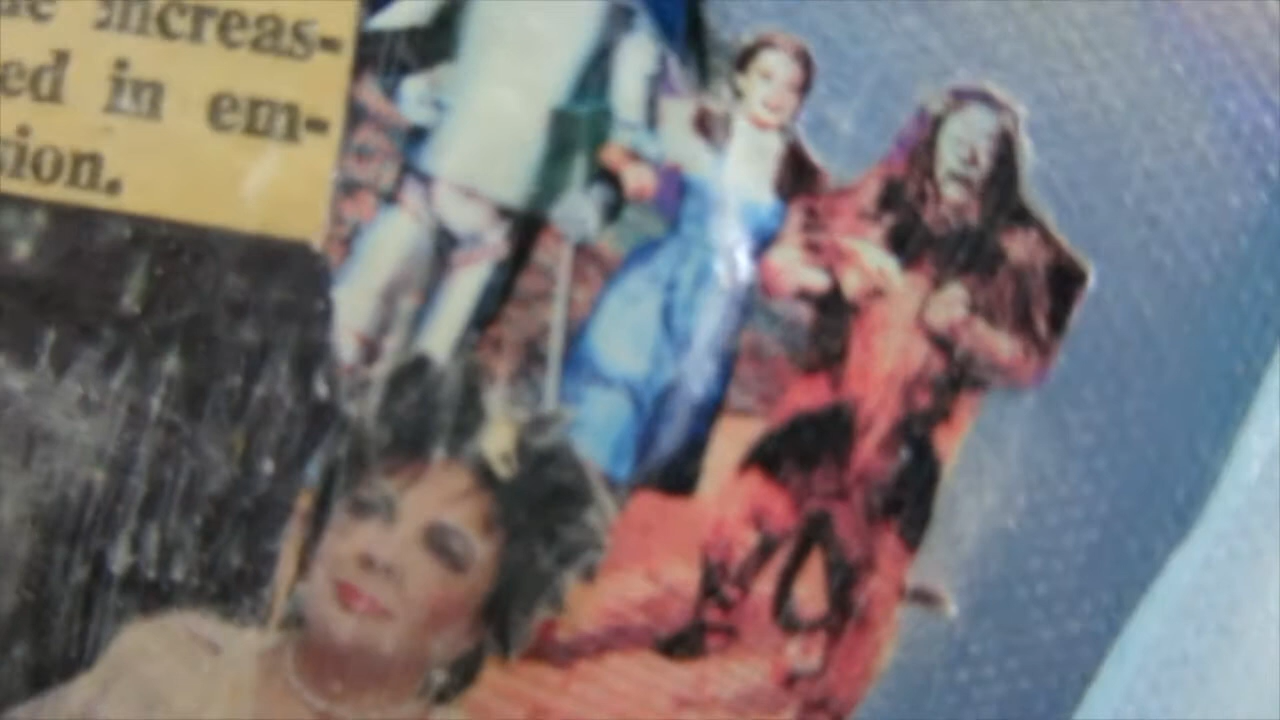 increas-
ed in em-
sion.